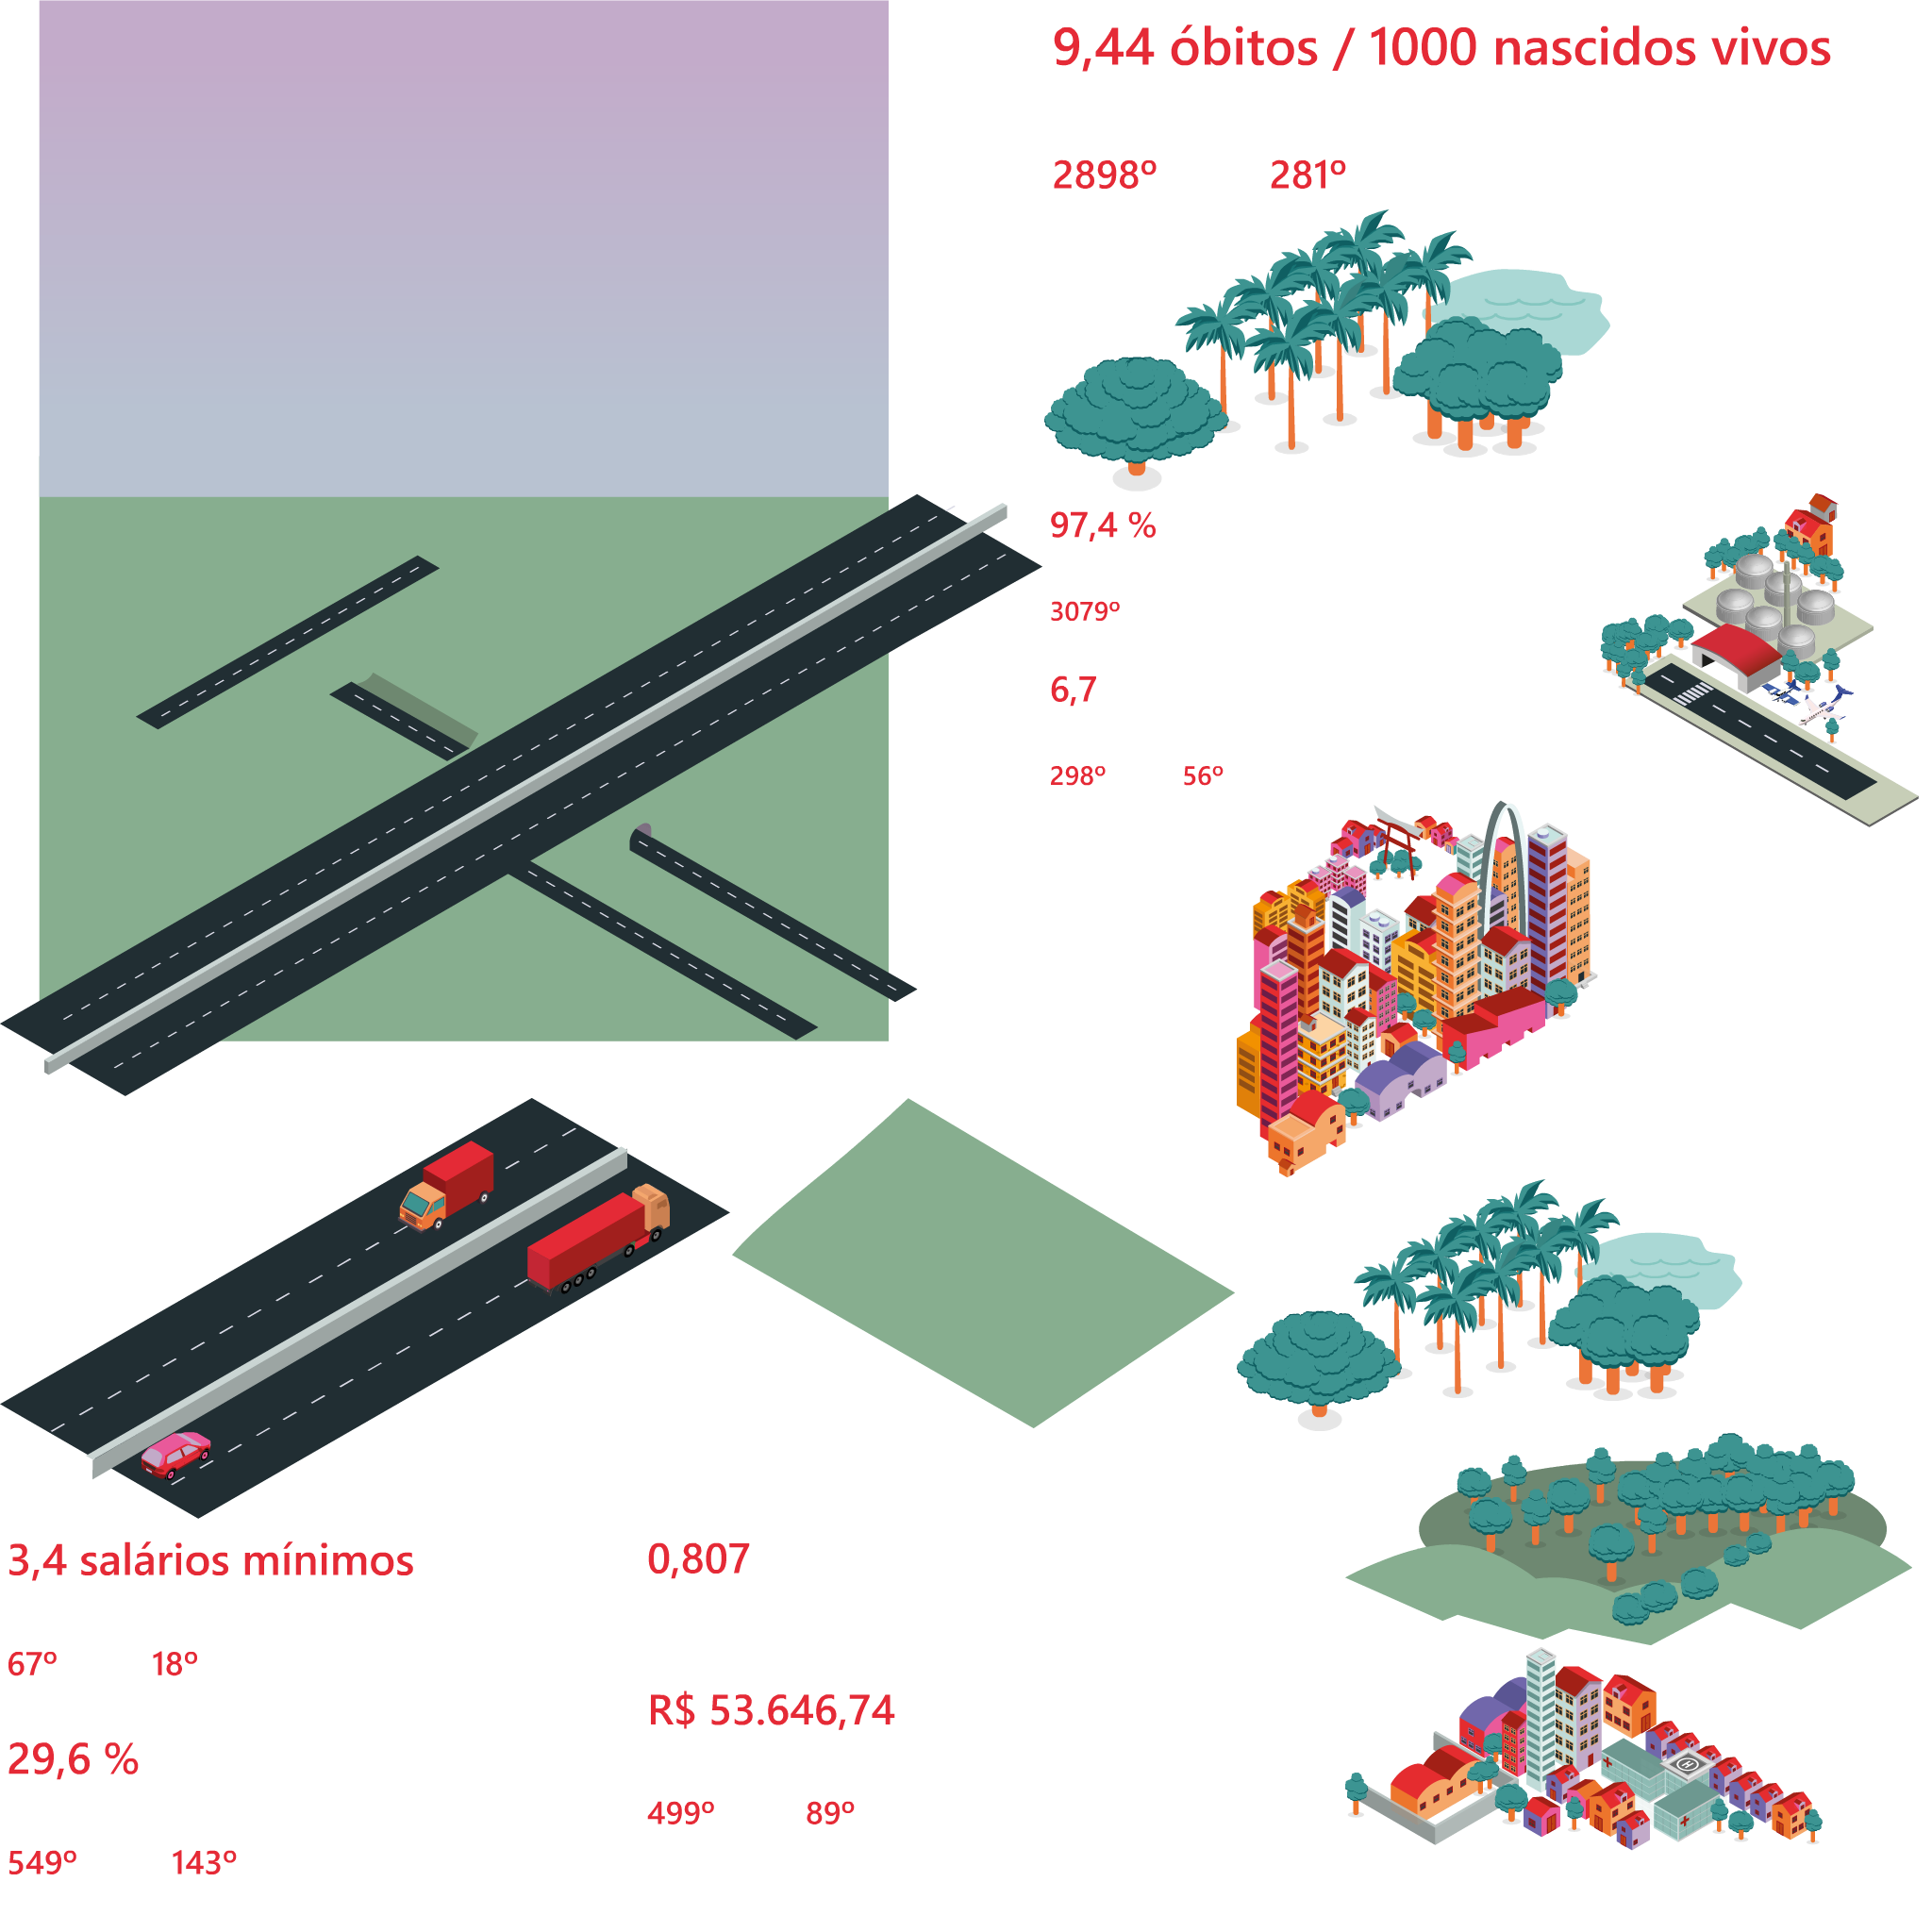 9,44 óbitos / 1000 nascidos vivos
2898º 281º
97,4 %
3079º
6,7
298º 56º
3,4 salários mínimos
67º 18º
29,6 %
549º 143º
0,807
R$ 53.646,74
499º 89º
H